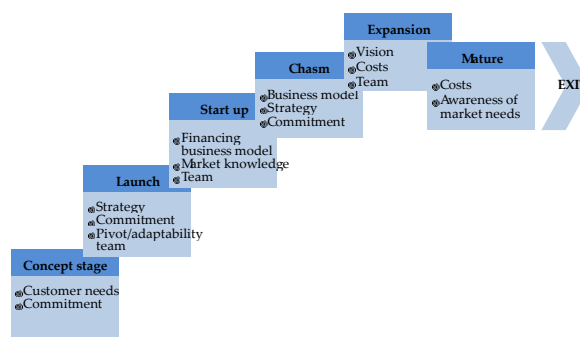 Expansion
Vision
Costs
Team
Mature
Costs
Awareness of
market needs
Chasm
Business model
Strategy
Commitment
Start up
Financing
business model
Market knowledge
Team
Launch
Strategy
Commitment
Pivot/adaptability
team
Concept stage
Customer needs
Commitment
EXI